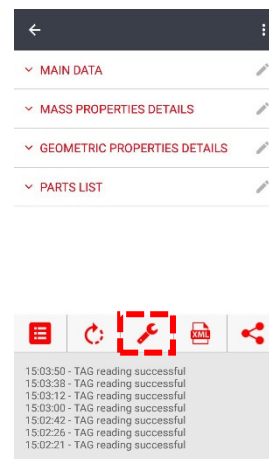 MAIN DATA
MASS PROPERTIES DETAILS
GEOMETRIC PROPERTIES DETAILS
PARTS LIST
XML
15:03:50 - TAG reading successful
15:03:38 - TAG reading successful
15:03:12 - TAG reading successful
15:03:00 - TAG reading successful
15:02:42 - TAG reading successful
15:02:26 - TAG reading successful
15:02:21 - TAG reading successful